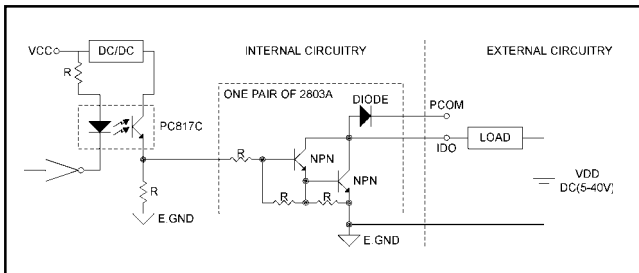 VCC
DC/DC
INTERNAL CIRCUITRY
EXTERNAL CIRCUITRY
R
ONE PAIR OF 2803A
DIODE
PCOM
PC817C
IDO
LOAD
R
NPN
NPN
VDD
DC(5-40V)
R
R
R
E.GND
E.GND